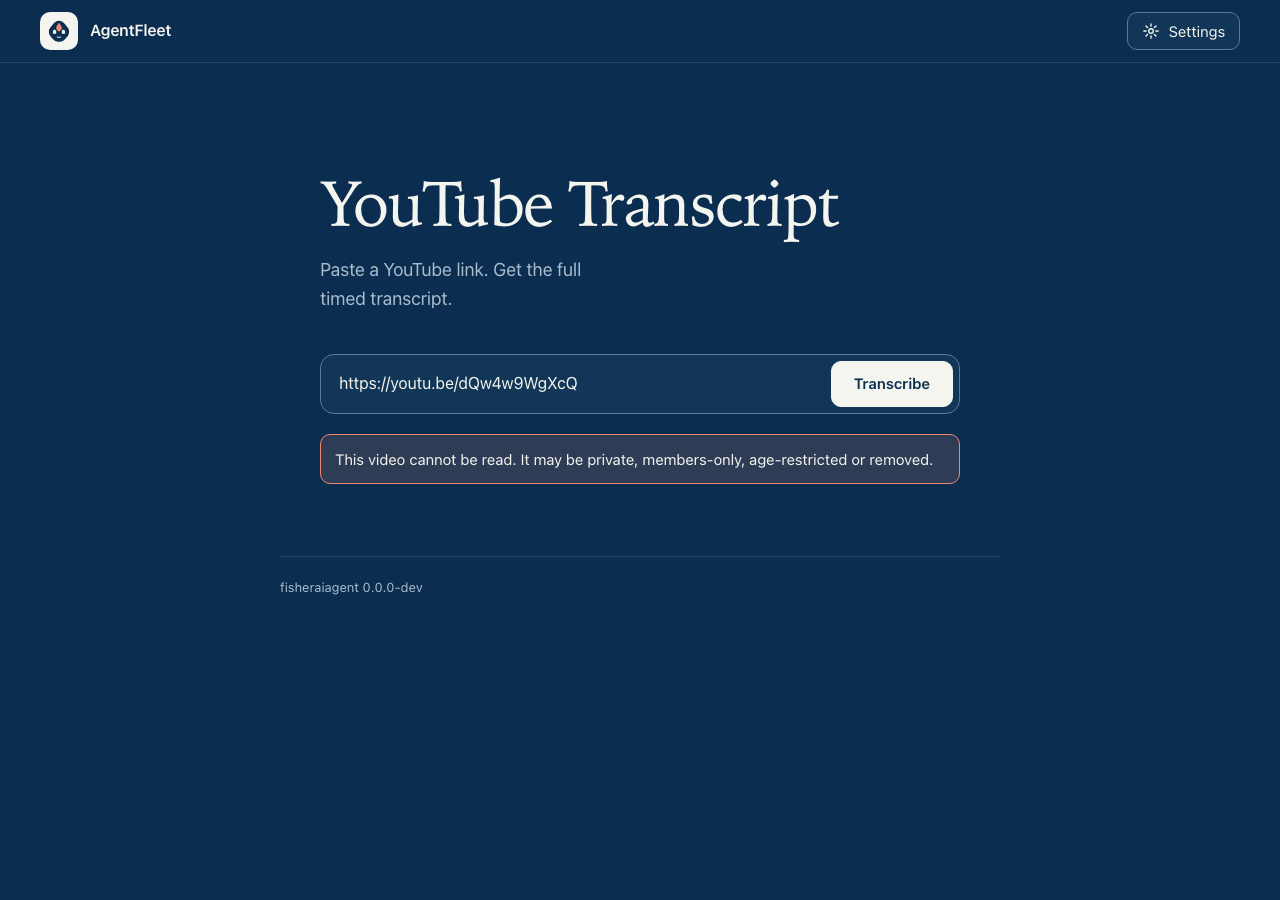 AgentFleet
Settings
YouTube Transcript
Paste a YouTube link. Get the full
timed transcript.
https://youtu.be/dQw4w9WgXcQ
Transcribe
This video cannot be read. It may be private, members-only, age-restricted or removed.
fisheraiagent 0.0.0-dev